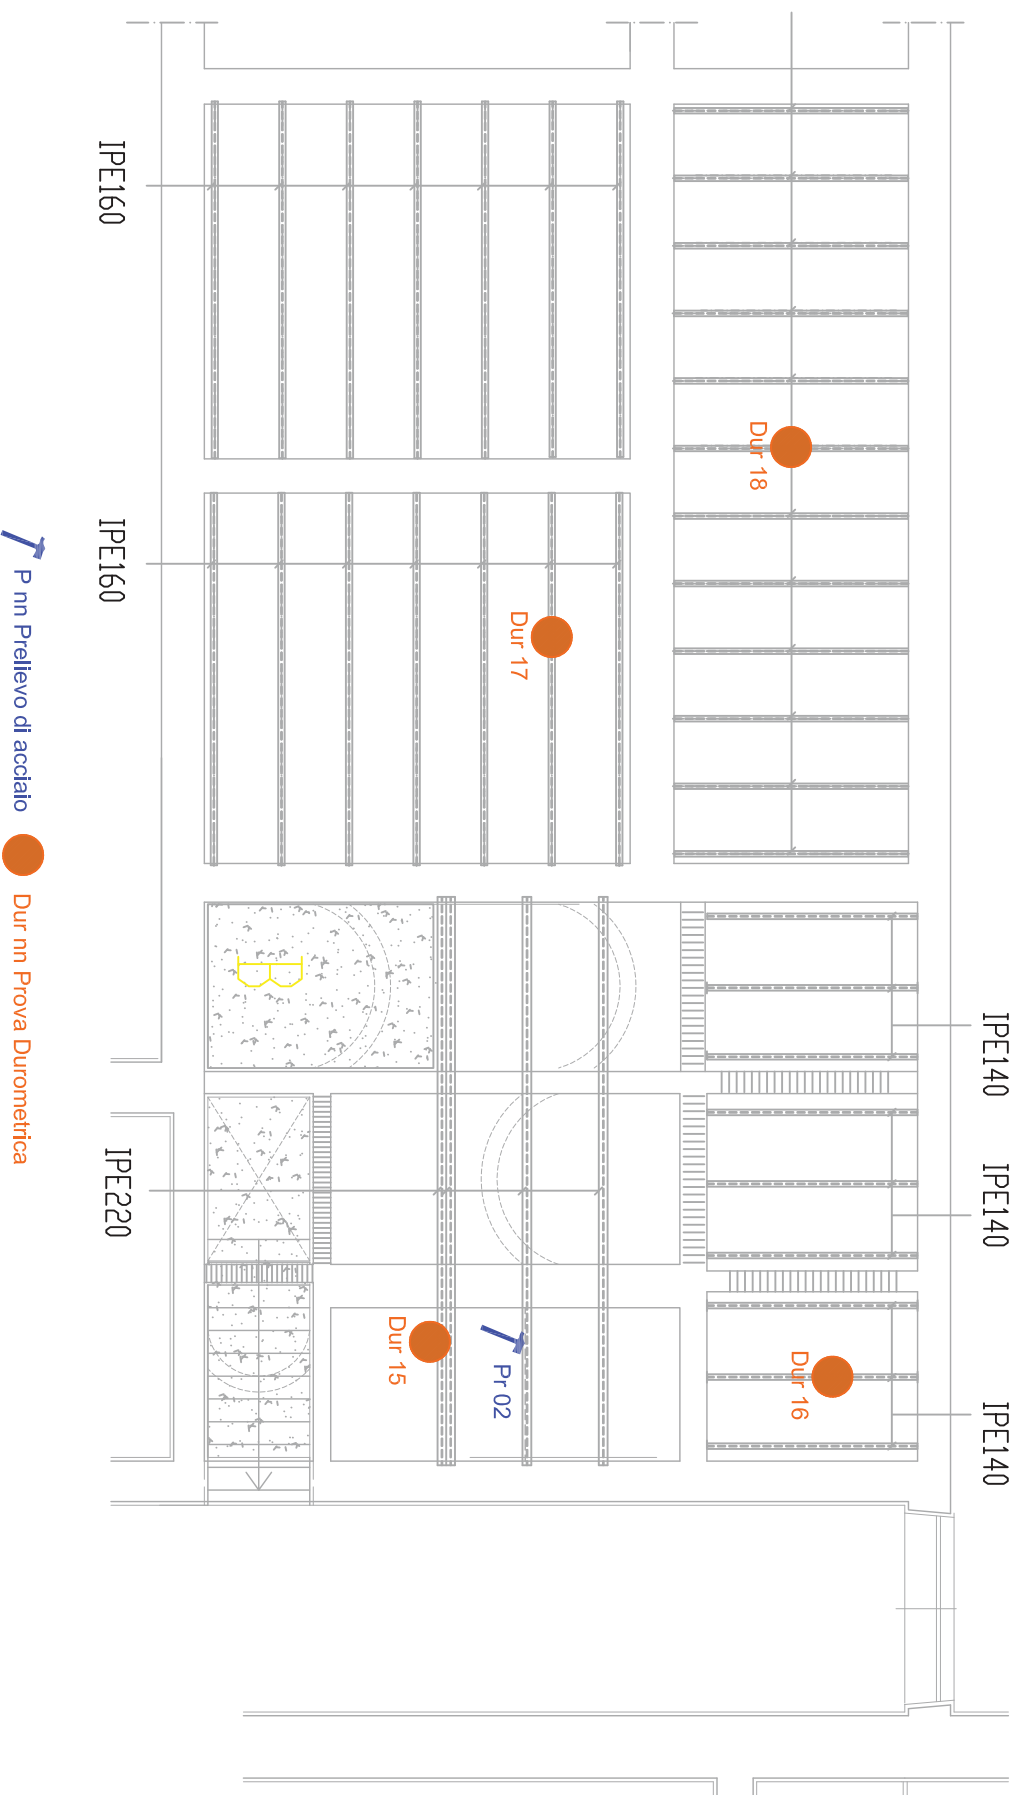 IPE140
IPE140
IPE140
Dur 16
Dur 18
Dur 17
Pr 02
Dur 15
B
IPE160
IPE160
IPE220
P nn Prelievo di acciaio
Dur nn Prova Durometrica